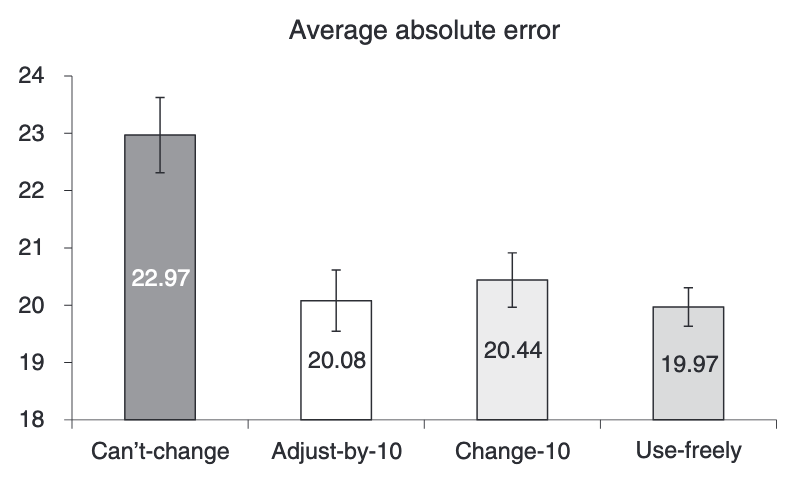 Average absolute error
24
23
22
21
20
19
18
22.97
20.08
20.44
19.97
Can't-change
Adjust-by-10
Change-10
Use-freely